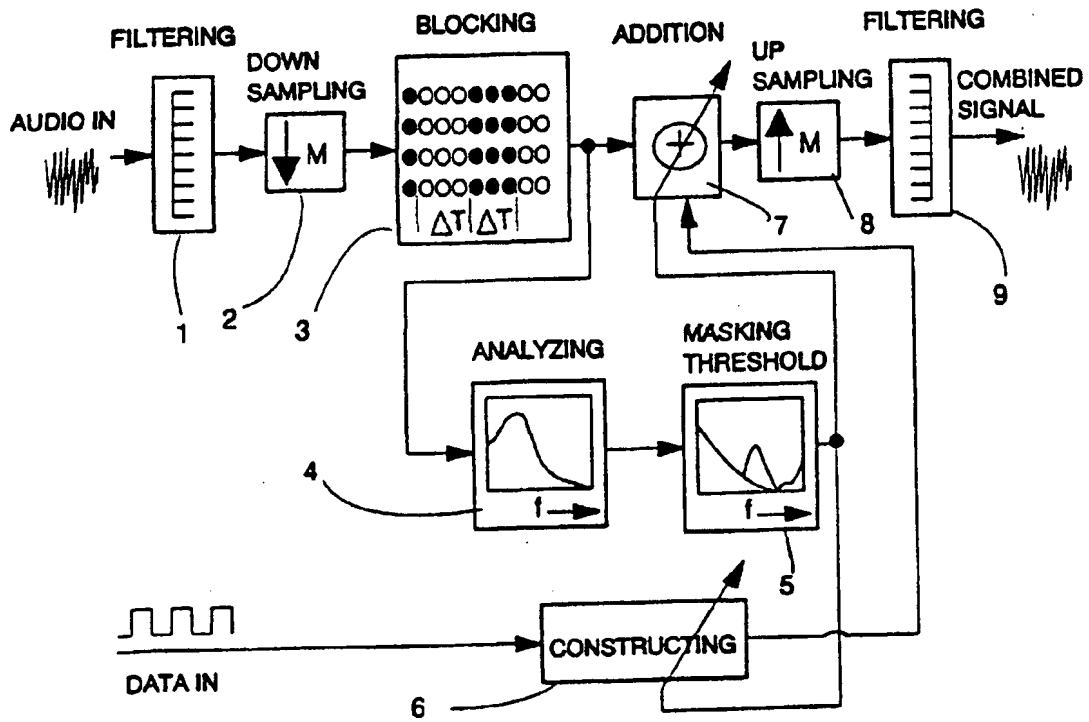 FILTERING
DOWN
SAMPLING
BLOCKING
ADDITION
UP
SAMPLING
FILTERING
COMBINED
SIGNAL
AUDIO IN
M
ΔT ΔT
+
M
1
2
3
7
8
9
ANALYZING
MASKING
THRESHOLD
4
f
f
5
CONSTRUCTING
DATA IN
6